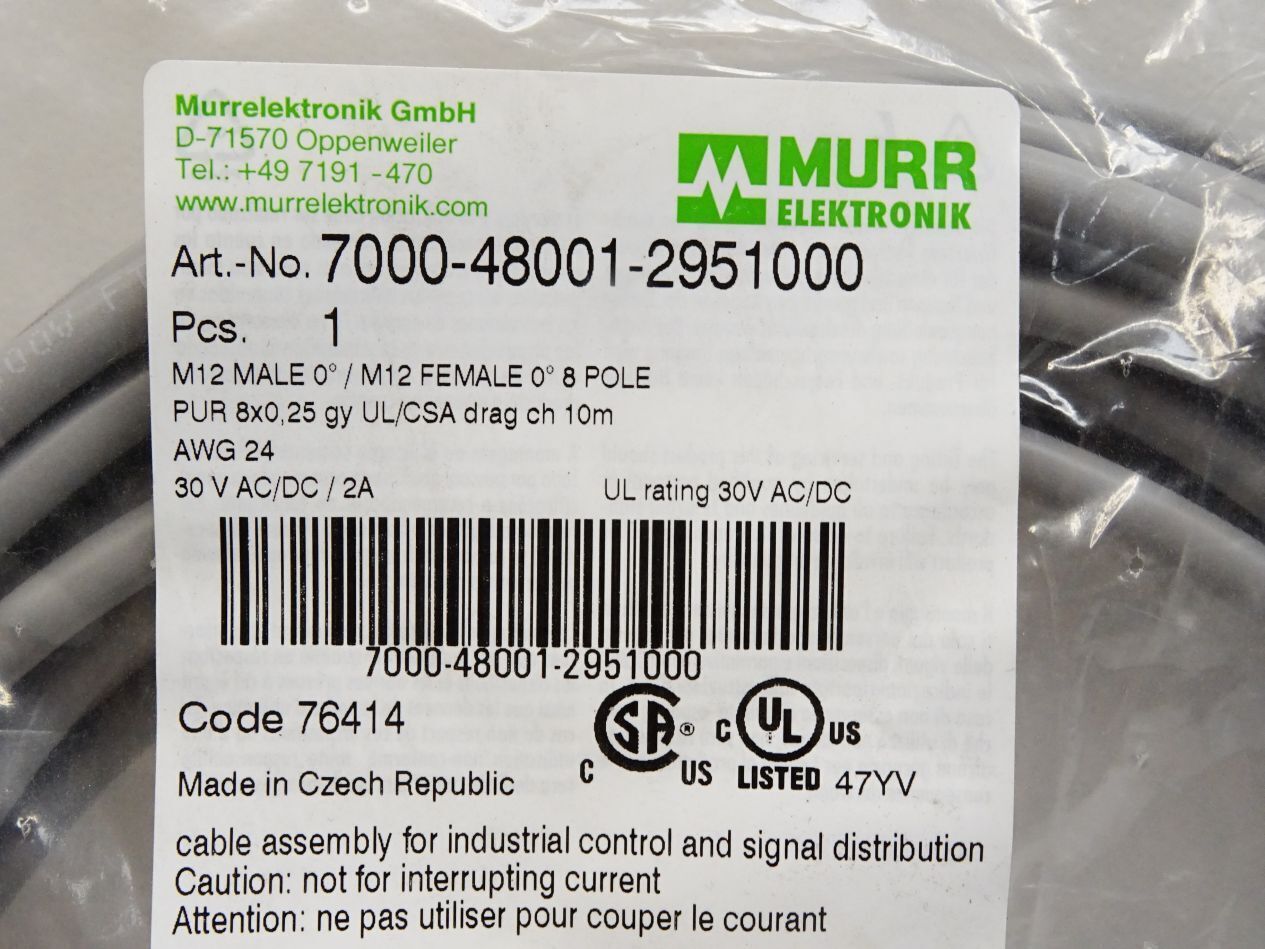 Murrelektronik GmbH
D-71570 Oppenweiler
Tel.: +49 7191 -470
www.murrelektronik.com
MURR
ELEKTRONIK
Art.-No. 7000-48001-2951000
Pcs. 1
M12 MALE 0° / M12 FEMALE 0° 8 POLE
PUR 8x0,25 gy UL/CSA drag ch 10m
AWG 24
30 V AC/DC / 2A UL rating 30V AC/DC
7000-48001-2951000
Code 76414
SA ® C UL US
C US LISTED 47YV
Made in Czech Republic
cable assembly for industrial control and signal distribution
Caution: not for interrupting current
Attention: ne pas utiliser pour couper le courant